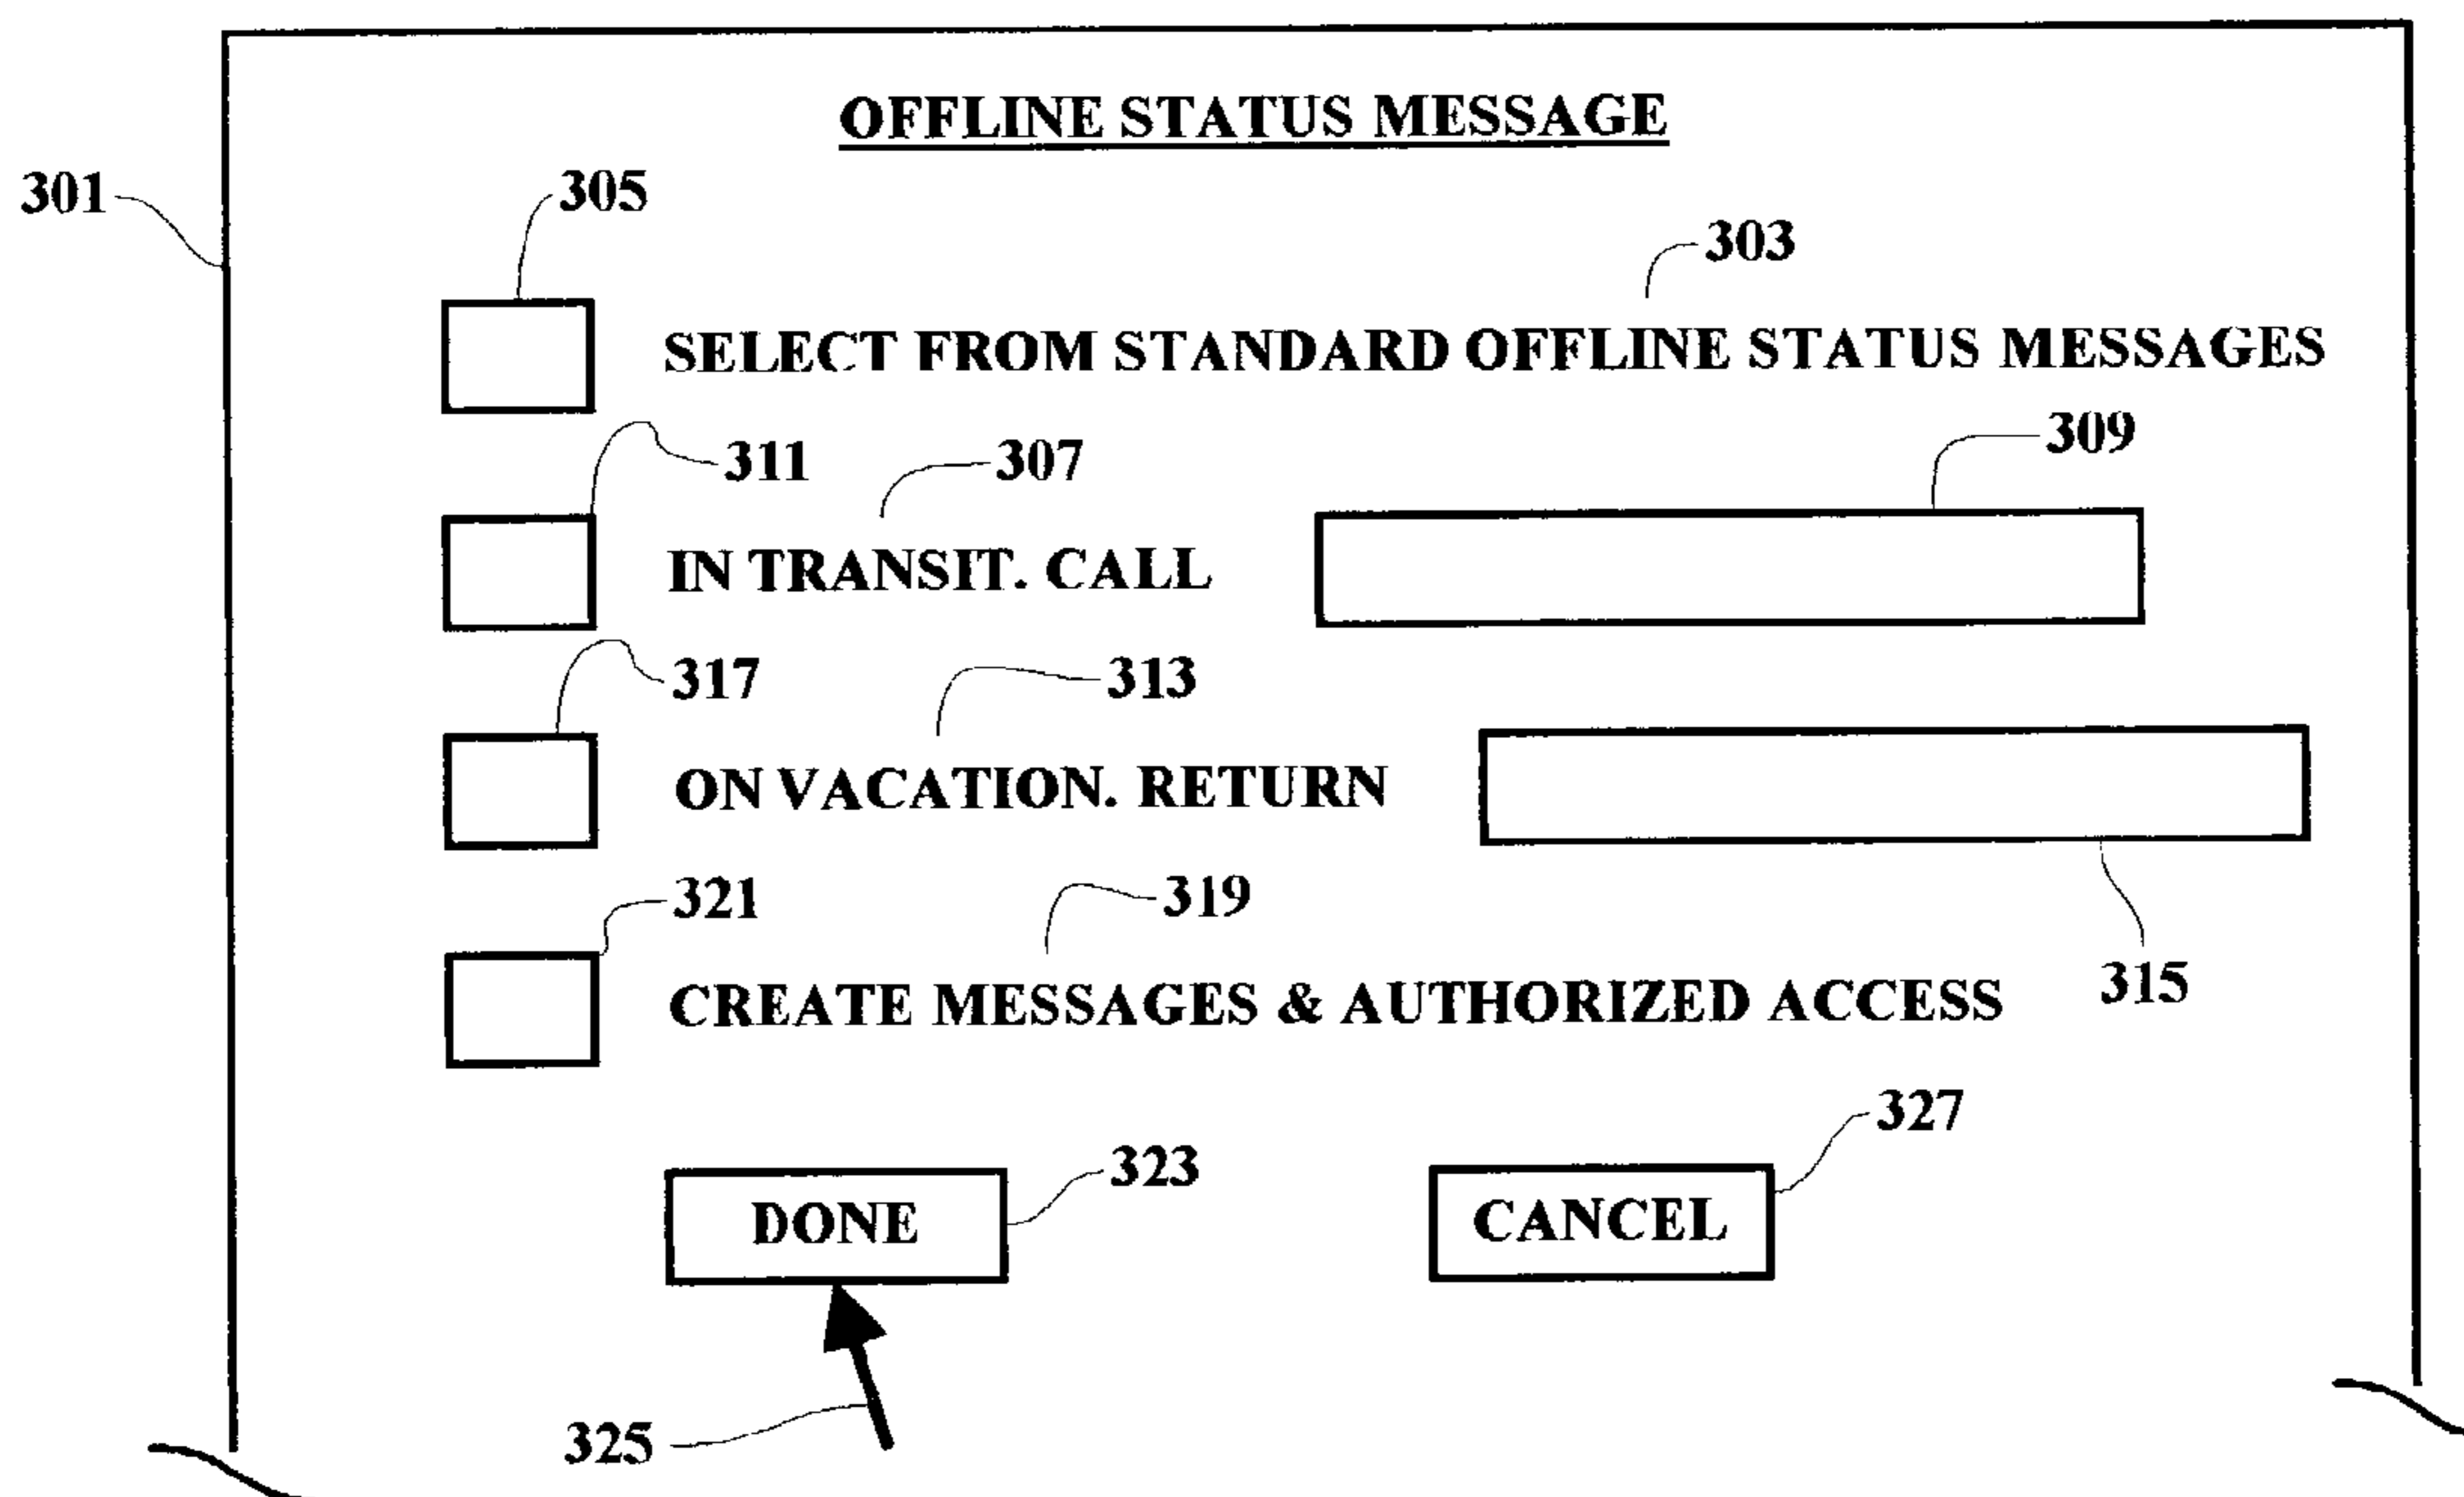 OFFLINE STATUS MESSAGE
301
305
303
SELECT FROM STANDARD OFFLINE STATUS MESSAGES
311
307
309
IN TRANSIT. CALL
317
313
ON VACATION. RETURN
321
319
315
CREATE MESSAGES & AUTHORIZED ACCESS
323
327
DONE
CANCEL
325